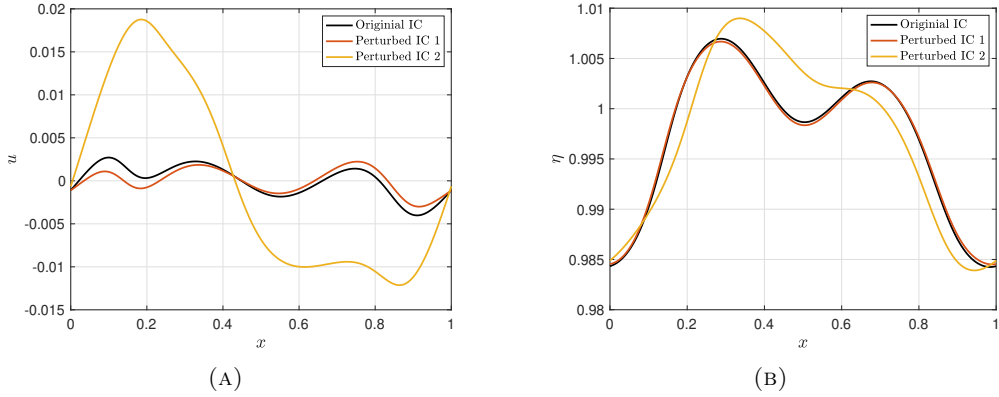 0.02
0.015
0.01
0.005
0
-0.005
-0.01
-0.015
u
0
0.2
0.4
0.6
0.8
1
x
Originial IC
Perturbed IC 1
Perturbed IC 2
(A)
1.01
1.005
1
0.995
0.99
0.985
0.98
η
0
0.2
0.4
0.6
0.8
1
x
Originial IC
Perturbed IC 1
Perturbed IC 2
(B)